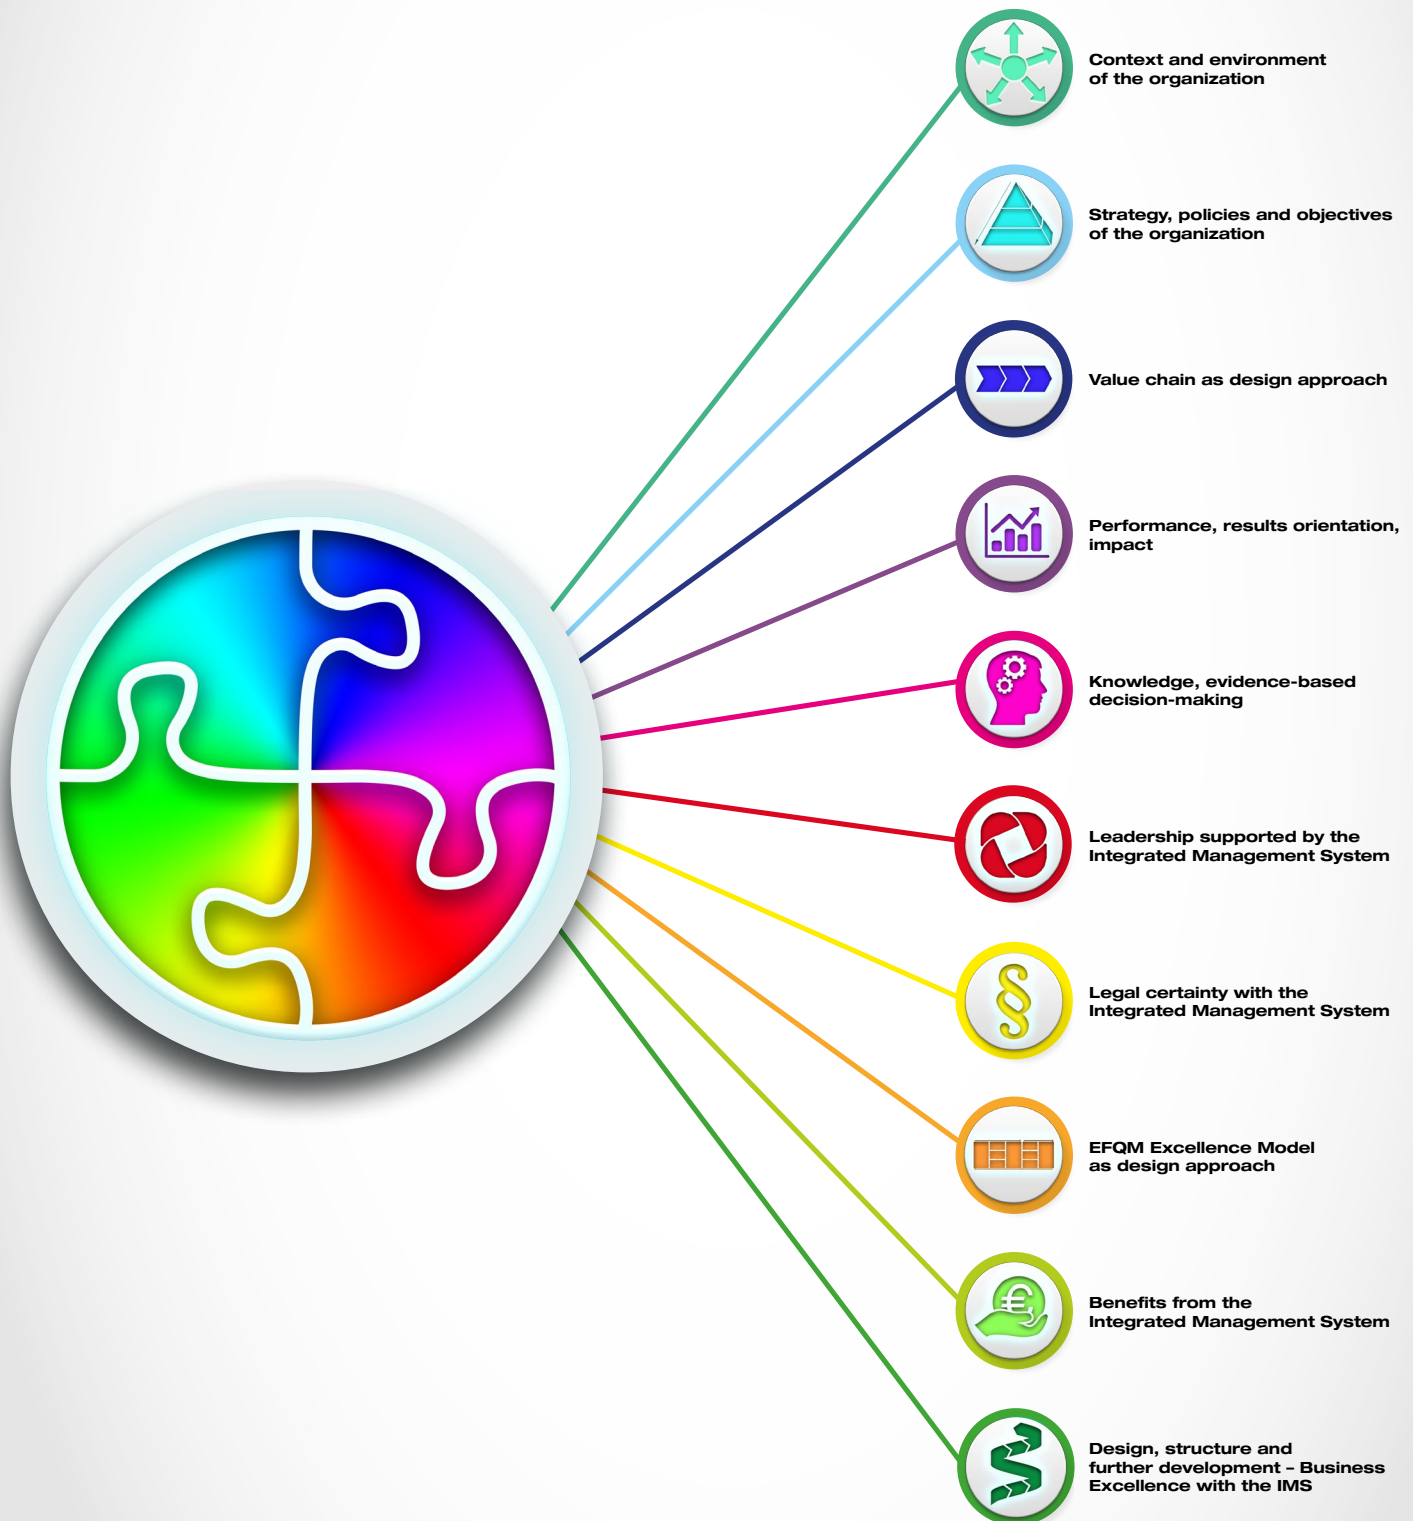 Context and environment
of the organization
Strategy, policies and objectives
of the organization
Value chain as design approach
Performance, results orientation,
impact
Knowledge, evidence-based
decision-making
Leadership supported by the
Integrated Management System
§
Legal certainty with the
Integrated Management System
EFQM Excellence Model
as design approach
€
Benefits from the
Integrated Management System
Design, structure and
further development – Business
Excellence with the IMS